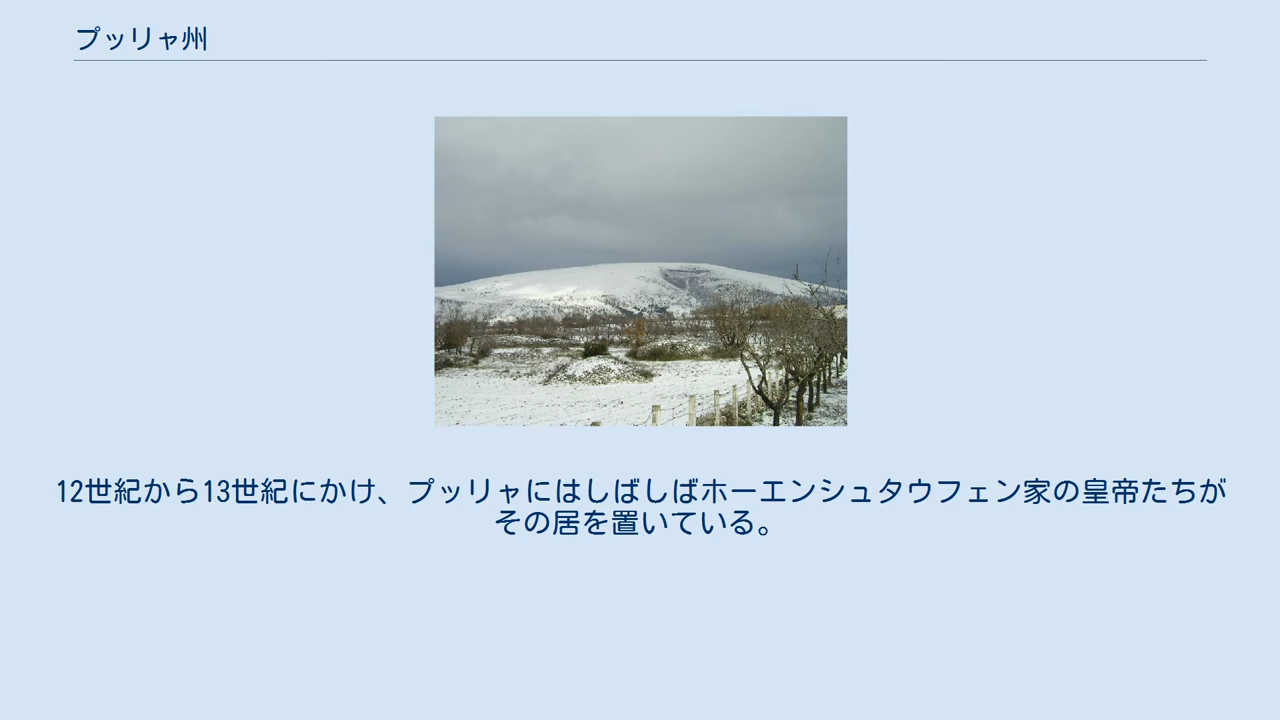 プッリャ州
12世紀から13世紀にかけ、プッリャにはしばしばホーエンシュタウフェン家の皇帝たちが
その居を置いている。